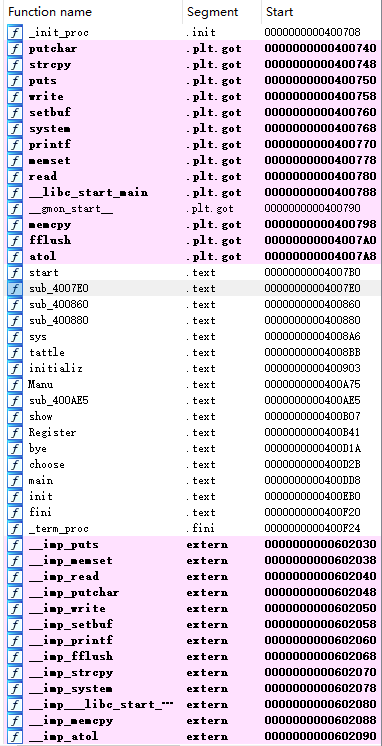 Function name Segment Start
f _init_proc .init 0000000000400708
f putchar .plt.got 0000000000400740
f strcpy .plt.got 0000000000400748
f puts .plt.got 0000000000400750
f write .plt.got 0000000000400758
f setbuf .plt.got 0000000000400760
f system .plt.got 0000000000400768
f printf .plt.got 0000000000400770
f memset .plt.got 0000000000400778
f read .plt.got 0000000000400780
f __libc_start_main .plt.got 0000000000400788
f __gmon_start__ .plt.got 0000000000400790
f memcpy .plt.got 0000000000400798
f fflush .plt.got 00000000004007A0
f atol .plt.got 00000000004007A8
f start .text 00000000004007B0
f sub_4007E0 .text 00000000004007E0
f sub_400860 .text 0000000000400860
f sub_400880 .text 0000000000400880
f sys .text 00000000004008A6
f tattle .text 00000000004008BB
f initializ .text 0000000000400903
f Manu .text 0000000000400A75
f sub_400AE5 .text 0000000000400AE5
f show .text 0000000000400B07
f Register .text 0000000000400B41
f bye .text 0000000000400D1A
f choose .text 0000000000400D2B
f main .text 0000000000400DD8
f init .text 0000000000400EB0
f fini .text 0000000000400F20
f _term_proc .fini 0000000000400F24
f __imp_puts extern 0000000000602030
f __imp_memset extern 0000000000602038
f __imp_read extern 0000000000602040
f __imp_putchar extern 0000000000602048
f __imp_write extern 0000000000602050
f __imp_setbuf extern 0000000000602058
f __imp_printf extern 0000000000602060
f __imp_fflush extern 0000000000602068
f __imp_strcpy extern 0000000000602070
f __imp_system extern 0000000000602078
f __imp___libc_start_··· extern 0000000000602080
f __imp_memcpy extern 0000000000602088
f __imp_atol extern 0000000000602090